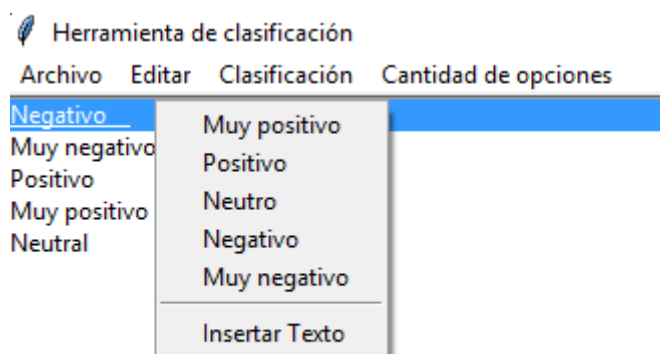 Herramienta de clasificación
Archivo Editar Clasificación Cantidad de opciones
Negativo
Muy negativo
Positivo
Muy positivo
Neutral
Muy positivo
Positivo
Neutro
Negativo
Muy negativo
Insertar Texto